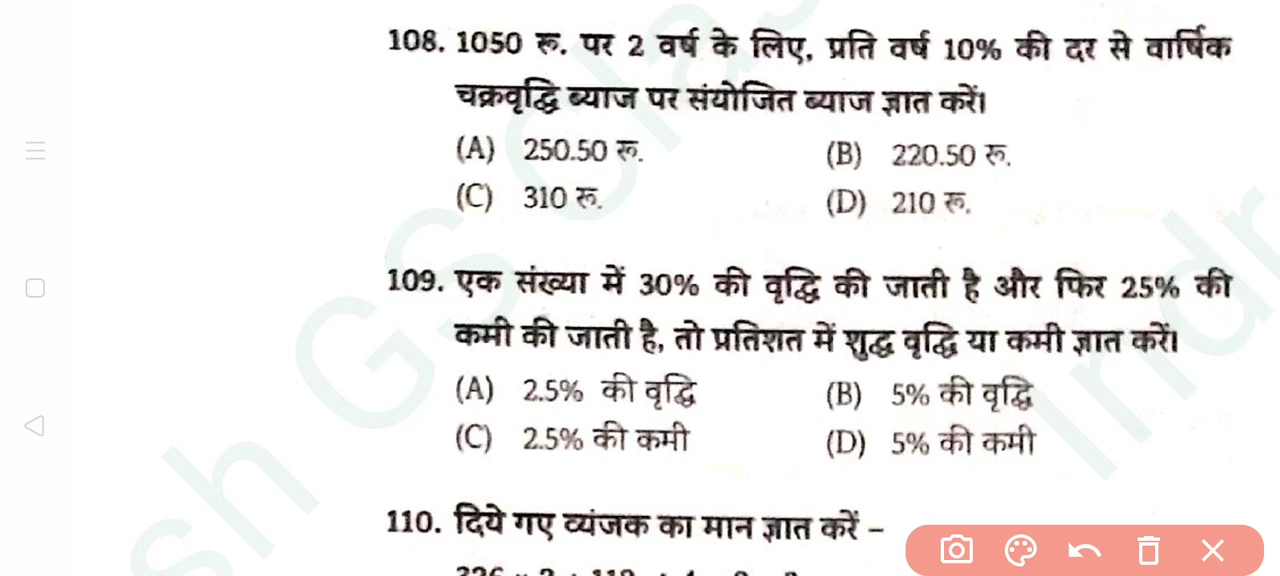 108. 1050 रू. पर 2 वर्ष के लिए, प्रति वर्ष 10% की दर से वार्षिक
चक्रवृद्धि ब्याज पर संयोजित ब्याज ज्ञात करें।
(A) 250.50 रू. (B) 220.50 रू.
(C) 310 रू. (D) 210 रू.
109. एक संख्या में 30% की वृद्धि की जाती है और फिर 25% की
कमी की जाती है, तो प्रतिशत में शुद्ध वृद्धि या कमी ज्ञात करें।
(A) 2.5% की वृद्धि (B) 5% की वृद्धि
(C) 2.5% की कमी (D) 5% की कमी
110. दिये गए व्यंजक का मान ज्ञात करें –